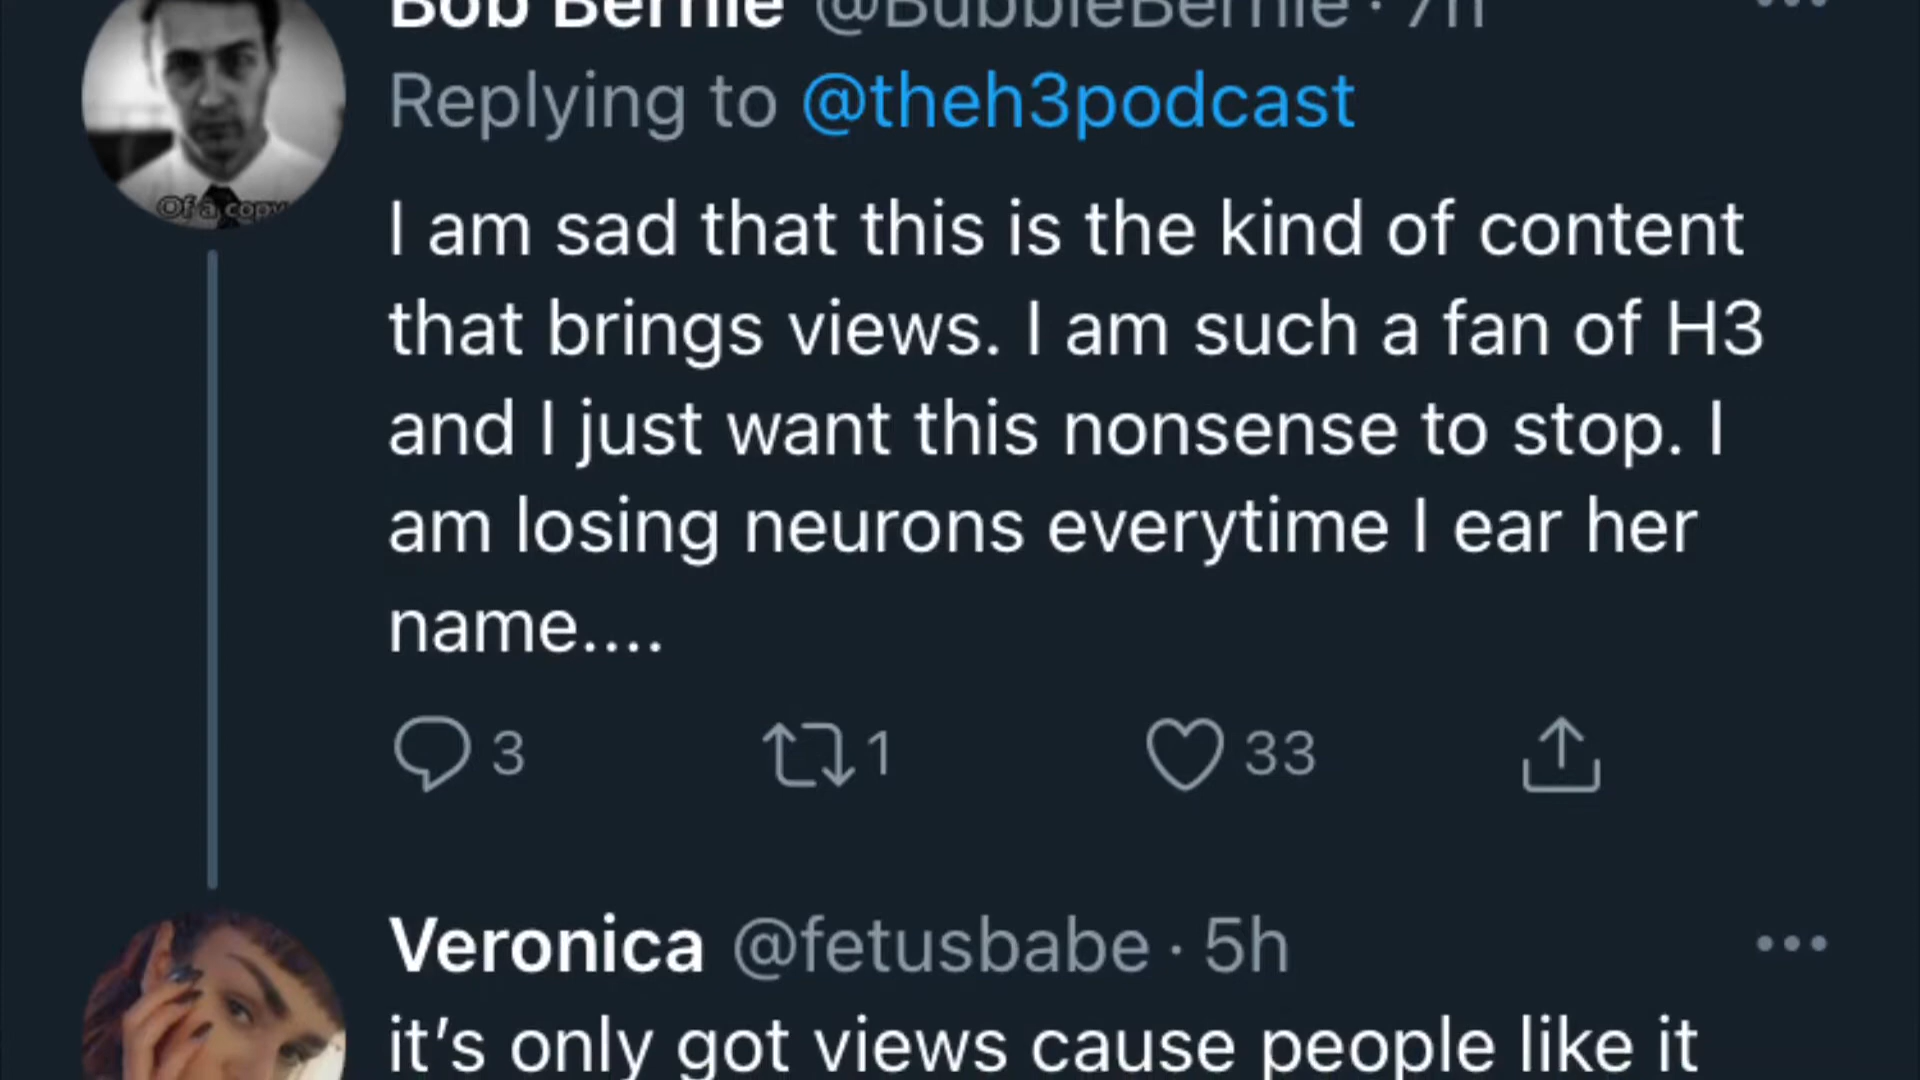 Bob Bernie @BubbleBernie · 7h
Replying to @theh3podcast
Of a copy
I am sad that this is the kind of content
that brings views. I am such a fan of H3
and I just want this nonsense to stop. I
am losing neurons everytime I ear her
name....
3 1 33
Veronica @fetusbabe · 5h
it's only got views cause people like it